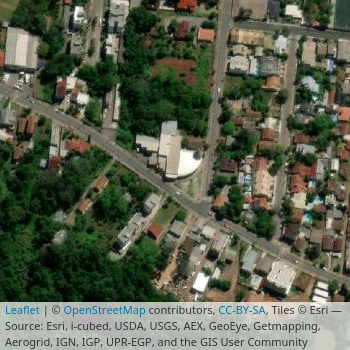 Leaflet | © OpenStreetMap contributors, CC-BY-SA, Tiles © Esri —
Source: Esri, i-cubed, USDA, USGS, AEX, GeoEye, Getmapping,
Aerogrid, IGN, IGP, UPR-EGP, and the GIS User Community